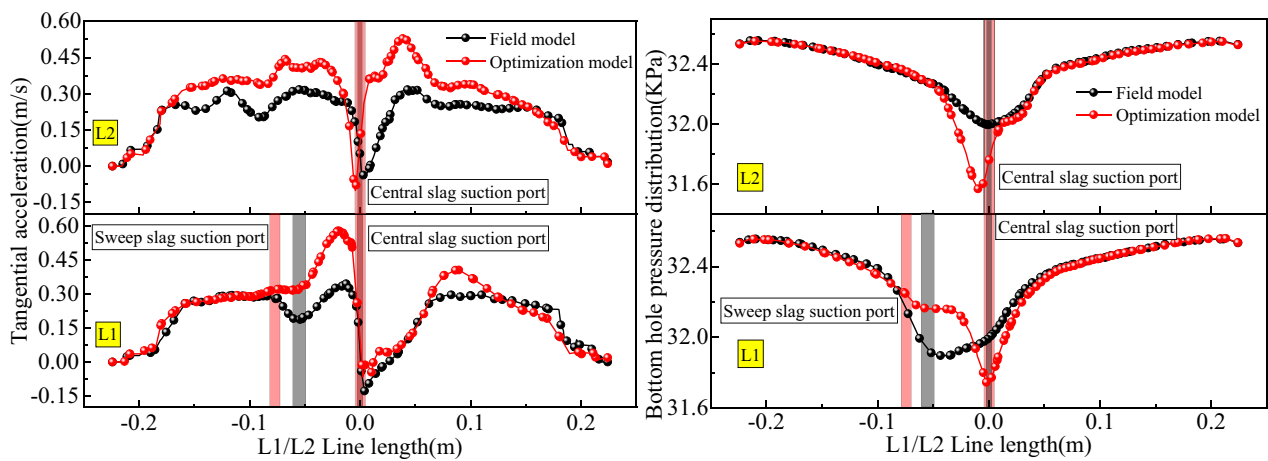 Tangential acceleration(m/s)
0.60
0.45
0.30
0.15
0.00
-0.15
Field model
Optimization model
L2
Central slag suction port
0.60
0.45
0.30
0.15
0.00
-0.15
Sweep slag suction port
Central slag suction port
L1
-0.2
-0.1
0.0
0.1
0.2
L1/L2 Line length(m)
Bottom hole pressure distribution(KPa)
32.4
32.0
31.6
Field model
Optimization model
L2
Central slag suction port
32.4
32.0
31.6
Central slag suction port
Sweep slag suction port
L1
-0.2
-0.1
0.0
0.1
0.2
L1/L2 Line length(m)